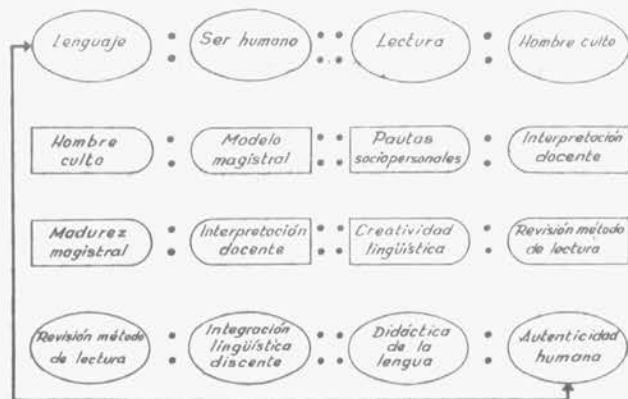 Lenguaje : Ser humano :: Lectura : Hombre culto
Hombre culto : Modelo magistral :: Pautas sociopersonales : Interpretación docente
Madurez magistral : Interpretación docente :: Creatividad lingüística : Revisión método de lectura
Revisión método de lectura : Integración lingüística discente :: Didáctica de la lengua : Autenticidad humana